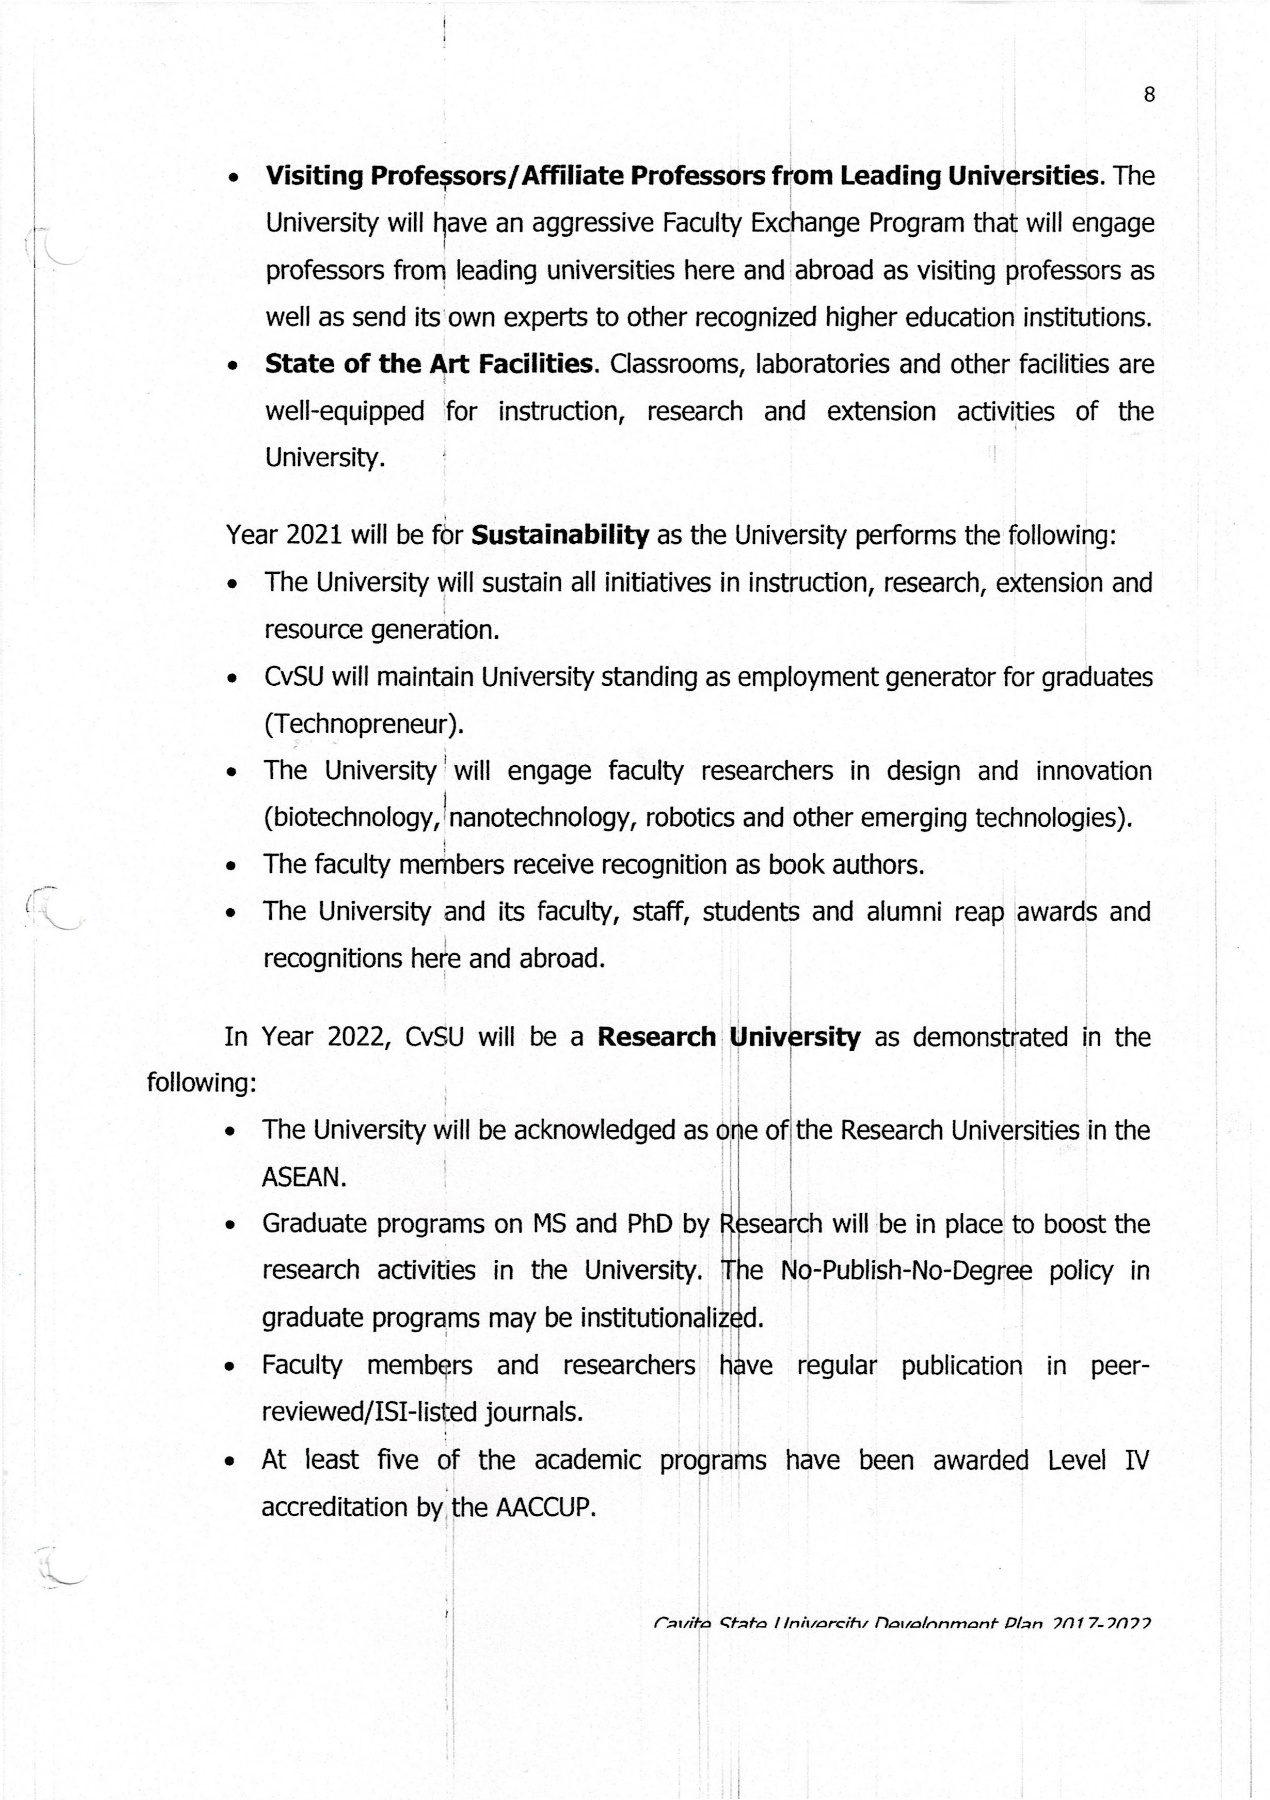 8
• Visiting Professors/Affiliate Professors from Leading Universities. The
University will have an aggressive Faculty Exchange Program that will engage
professors from leading universities here and abroad as visiting professors as
well as send its own experts to other recognized higher education institutions.
• State of the Art Facilities. Classrooms, laboratories and other facilities are
well-equipped for instruction, research and extension activities of the
University.
Year 2021 will be for Sustainability as the University performs the following:
• The University will sustain all initiatives in instruction, research, extension and
resource generation.
• CvSU will maintain University standing as employment generator for graduates
(Technopreneur).
• The University will engage faculty researchers in design and innovation
(biotechnology, nanotechnology, robotics and other emerging technologies).
• The faculty members receive recognition as book authors.
• The University and its faculty, staff, students and alumni reap awards and
recognitions here and abroad.
In Year 2022, CvSU will be a Research University as demonstrated in the
following:
• The University will be acknowledged as one of the Research Universities in the
ASEAN.
• Graduate programs on MS and PhD by Research will be in place to boost the
research activities in the University. The No-Publish-No-Degree policy in
graduate programs may be institutionalized.
• Faculty members and researchers have regular publication in peer-
reviewed/ISI-listed journals.
• At least five of the academic programs have been awarded Level IV
accreditation by the AACCUP.
Cavite State University Development Plan 2017-2022